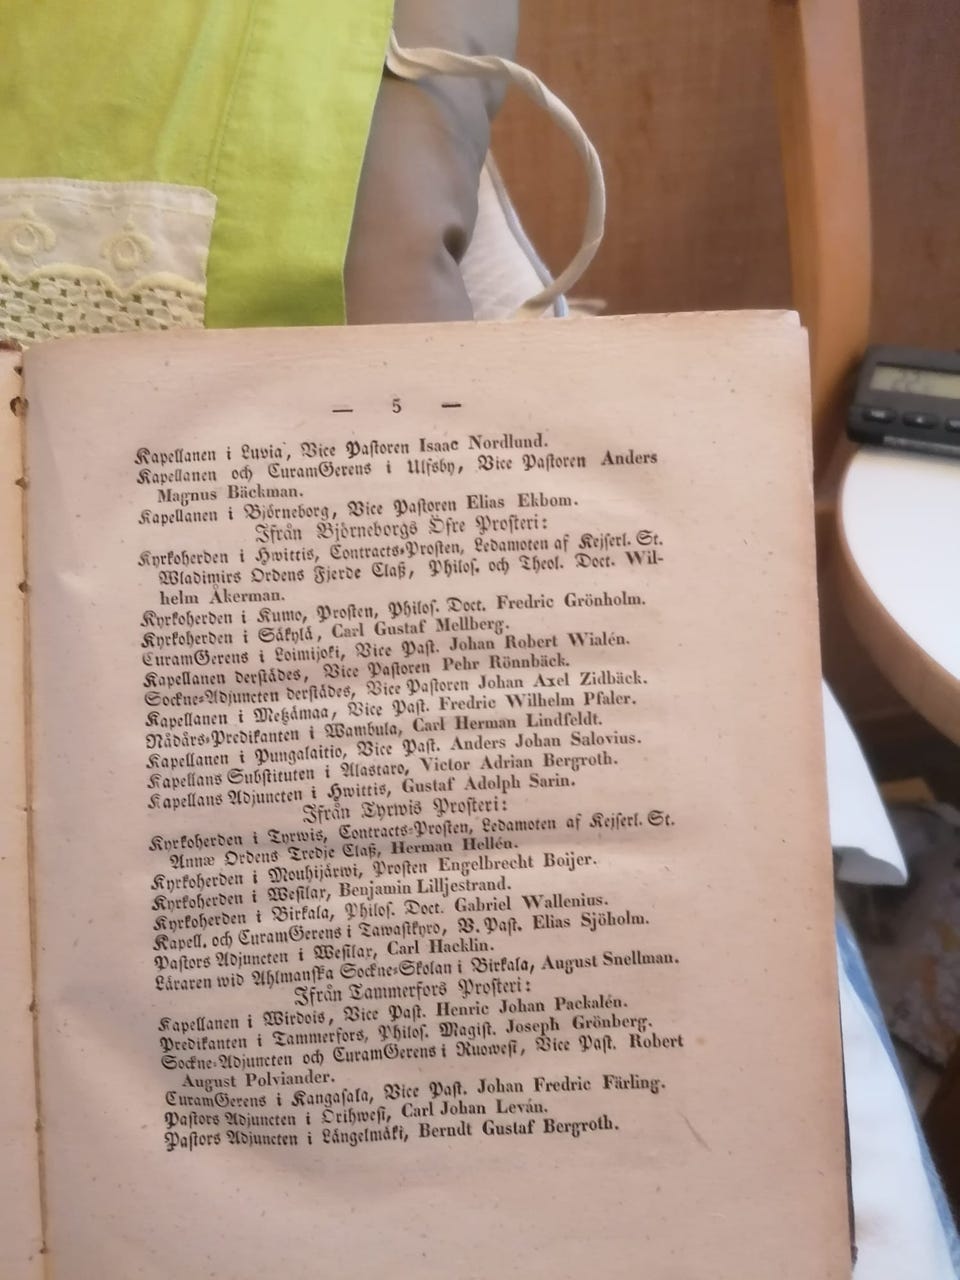 — 5 —
Kapellanen i Luvia, Vice Pastoren Isaac Nordlund.
Kapellanen och CuramGerens i Ulfsby, Vice Pastoren Anders
Magnus Bäckman.
Kapellanen i Björneborg, Vice Pastoren Elias Ekbom.
Ifrån Björneborgs Öfre Prosteri:
Kyrkoherden i Hwittis, Contracts-Prosten, Ledamoten af Kejserl. St.
Wladimirs Ordens Fjerde Claß, Philos. och Theol. Doct. Wil-
helm Åkerman.
Kyrkoherden i Kumo, Prosten, Philos. Doct. Fredric Grönholm.
Kyrkoherden i Säkylä, Carl Gustaf Mellberg.
CuramGerens i Loimijoki, Vice Past. Johan Robert Wialén.
Kapellanen derstädes, Vice Pastoren Pehr Rönnbäck.
Sockne-Adjuncten derstädes, Vice Pastoren Johan Axel Zidbäck.
Kapellanen i Metzämaa, Vice Past. Fredric Wilhelm Pfaler.
Nådårs-Predikanten i Wambula, Carl Herman Lindfeldt.
Kapellanen i Pungalaitio, Vice Past. Anders Johan Salovius.
Kapellans Substituten i Alastaro, Victor Adrian Bergroth.
Kapellans Adjuncten i Hwittis, Gustaf Adolph Sarin.
Ifrån Tyrwis Prosteri:
Kyrkoherden i Tyrwis, Contracts-Prosten, Ledamoten af Kejserl. St.
Annæ Ordens Tredje Claß, Herman Hellén.
Kyrkoherden i Mouhijärwi, Prosten Engelbrecht Boijer.
Kyrkoherden i Wesilax, Benjamin Lilljestrand.
Kyrkoherden i Birkala, Philos. Doct. Gabriel Wallenius.
Kapell. och CuramGerens i Tawastkyro, V. Past. Elias Sjöholm.
Pastors Adjuncten i Wesilax, Carl Hacklin.
Läraren wid Ahlmanska Sockne-Skolan i Birkala, August Snellman.
Ifrån Tammerfors Prosteri:
Kapellanen i Wirdois, Vice Past. Henric Johan Packalén.
Predikanten i Tammerfors, Philos. Magist. Joseph Grönberg.
Sockne-Adjuncten och CuramGerens i Ruowesi, Vice Past. Robert
August Polviander.
CuramGerens i Kangasala, Vice Past. Johan Fredric Färling.
Pastors Adjuncten i Orihwesi, Carl Johan Leván.
Pastors Adjuncten i Längelmäki, Berndt Gustaf Bergroth.